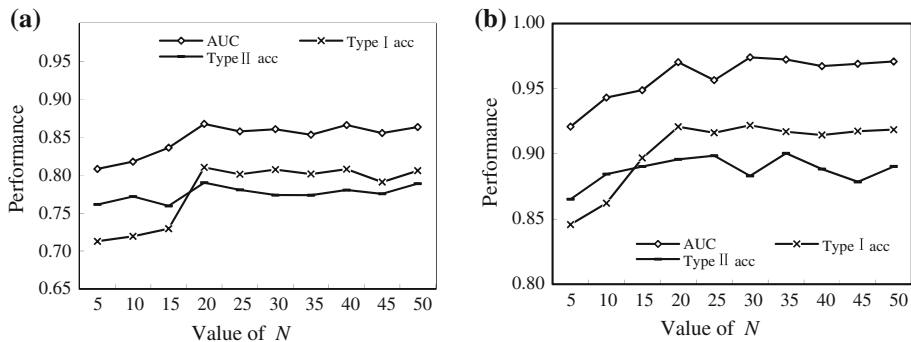 (a)
AUC
Type Ⅰ acc
Type Ⅱ acc
Performance
0.95
0.90
0.85
0.80
0.75
0.70
0.65
5 10 15 20 25 30 35 40 45 50
Value of N
(b)
Performance
1.00
0.95
0.90
0.85
0.80
AUC
Type Ⅰ acc
Type Ⅱ acc
5 10 15 20 25 30 35 40 45 50
Value of N